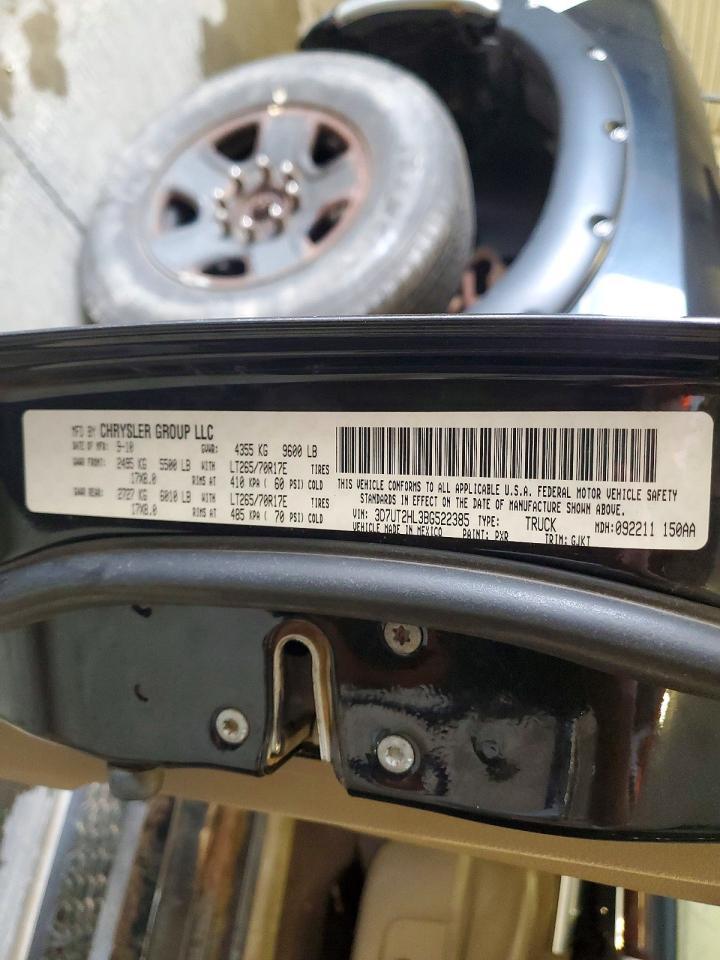 MFD BY CHRYSLER GROUP LLC
DATE OF MFR: 9-10 GVWR: 4355 KG 9600 LB
GAWR FRONT: 2495 KG 5500 LB WITH LT265/70R17E TIRES
17X8.0 RIMS AT 410 KPA ( 60 PSI) COLD
GAWR REAR: 2727 KG 6010 LB WITH LT265/70R17E TIRES
17X8.0 RIMS AT 485 KPA ( 70 PSI) COLD
THIS VEHICLE CONFORMS TO ALL APPLICABLE U.S.A. FEDERAL MOTOR VEHICLE SAFETY
STANDARDS IN EFFECT ON THE DATE OF MANUFACTURE SHOWN ABOVE.
VIN: 3D7UT2HL3BG522385 TYPE: TRUCK MDH: 092211 150AA
VEHICLE MADE IN MEXICO PAINT: PXR TRIM: GJKT